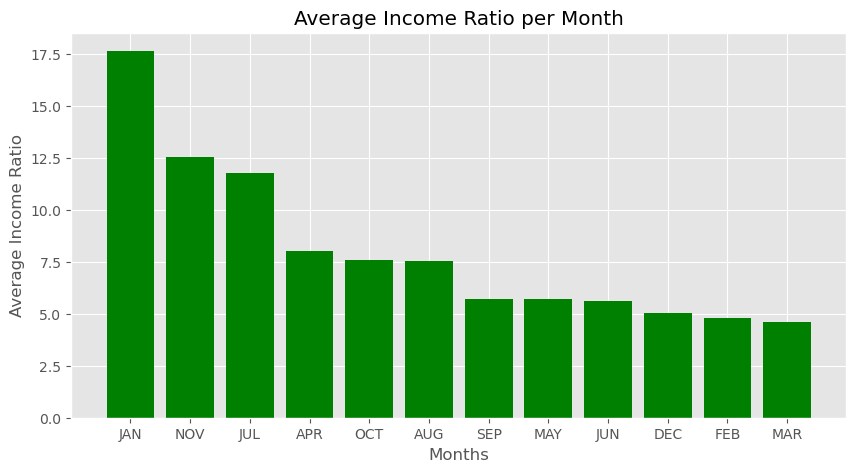 Average Income Ratio per Month
Average Income Ratio
17.5
15.0
12.5
10.0
7.5
5.0
2.5
0.0
JAN NOV JUL APR OCT AUG SEP MAY JUN DEC FEB MAR
Months